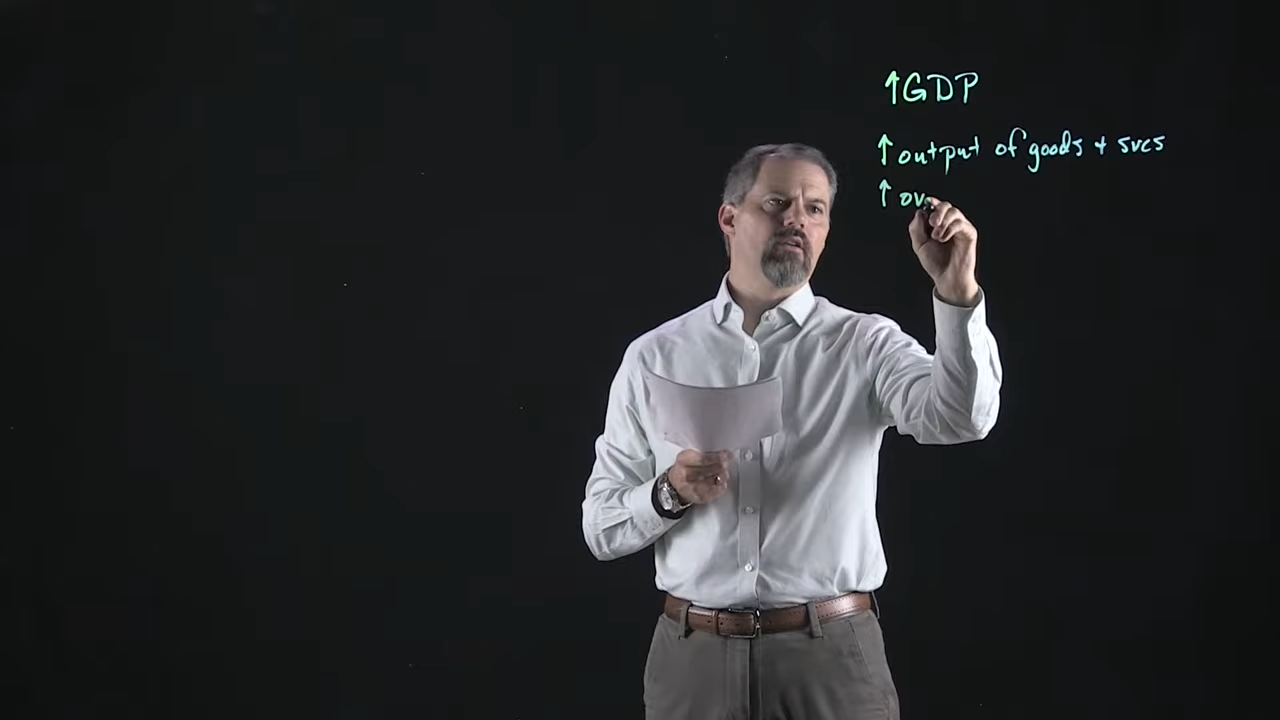 ↑GDP
↑ output of goods + svcs
↑ ov